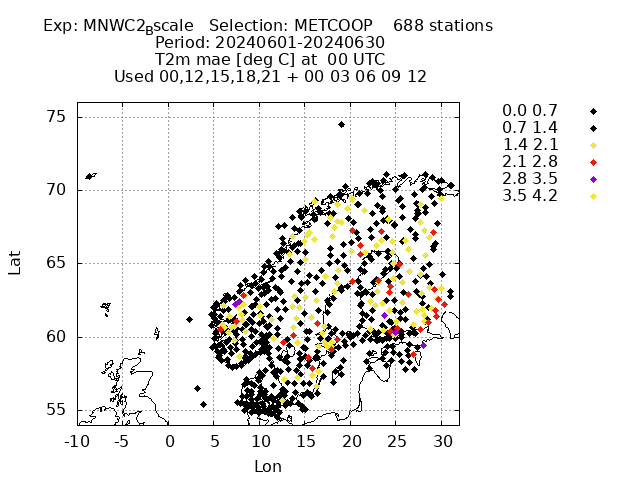 Exp: MNWC2_Bscale   Selection: METCOOP    688 stations
Period: 20240601-20240630
T2m mae [deg C] at  00 UTC
Used 00,12,15,18,21 + 00 03 06 09 12
0.0 0.7
0.7 1.4
1.4 2.1
2.1 2.8
2.8 3.5
3.5 4.2
75
70
65
60
55
Lat
-10 -5 0 5 10 15 20 25 30
Lon